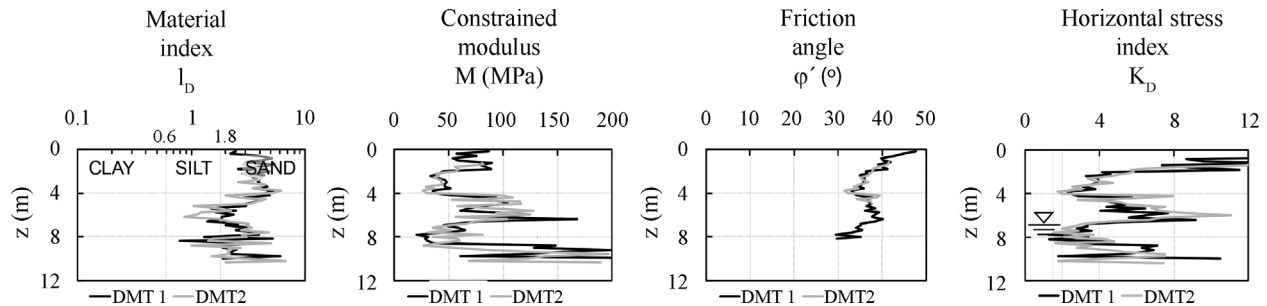 Material
index
I_D
0.1 1 10
0.6 1.8
CLAY SILT SAND
0
4
8
12
z (m)
DMT 1 DMT2
Constrained
modulus
M (MPa)
0 50 100 150 200
0
4
8
12
z (m)
DMT 1 DMT2
Friction
angle
φ´ (º)
0 10 20 30 40 50
0
4
8
12
z (m)
DMT 1 DMT2
Horizontal stress
index
K_D
0 4 8 12
0
4
8
12
z (m)
DMT 1 DMT2